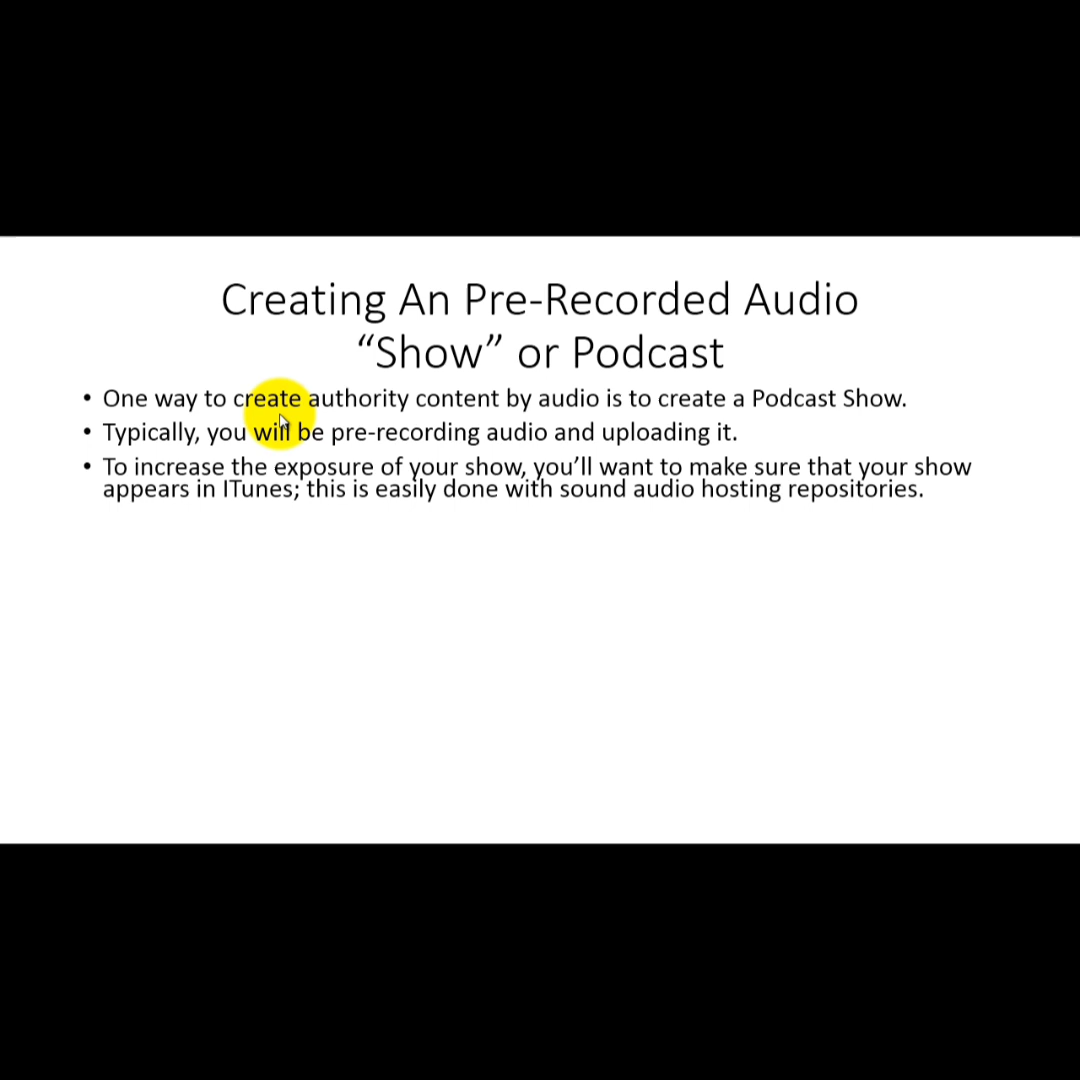 Creating An Pre-Recorded Audio
“Show” or Podcast
• One way to create authority content by audio is to create a Podcast Show.
• Typically, you will be pre-recording audio and uploading it.
• To increase the exposure of your show, you’ll want to make sure that your show
appears in ITunes; this is easily done with sound audio hosting repositories.